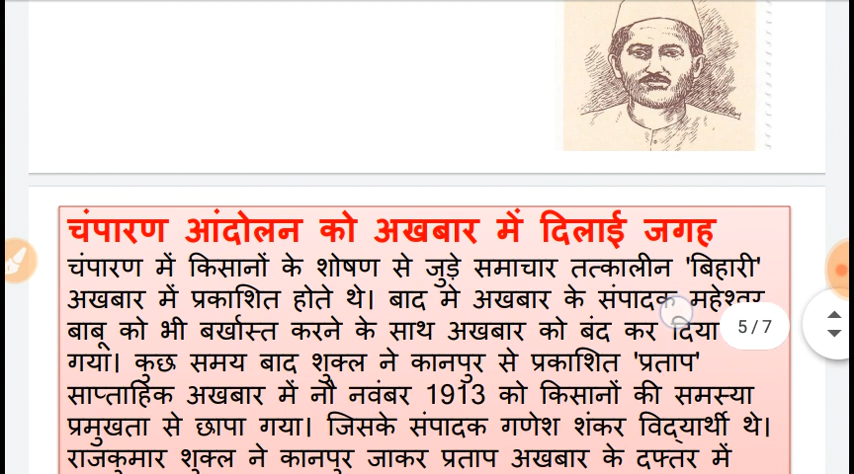 चंपारण आंदोलन को अखबार में दिलाई जगह
चंपारण में किसानों के शोषण से जुड़े समाचार तत्कालीन 'बिहारी'
अखबार में प्रकाशित होते थे। बाद मे अखबार के संपादक महेश्वर
बाबू को भी बर्खास्त करने के साथ अखबार को बंद कर दिया
5 / 7
गया। कुछ समय बाद शुक्ल ने कानपुर से प्रकाशित 'प्रताप'
साप्ताहिक अखबार में नौ नवंबर 1913 को किसानों की समस्या
प्रमुखता से छापा गया। जिसके संपादक गणेश शंकर विद्यार्थी थे।
राजकुमार शुक्ल ने कानपुर जाकर प्रताप अखबार के दफ्तर में